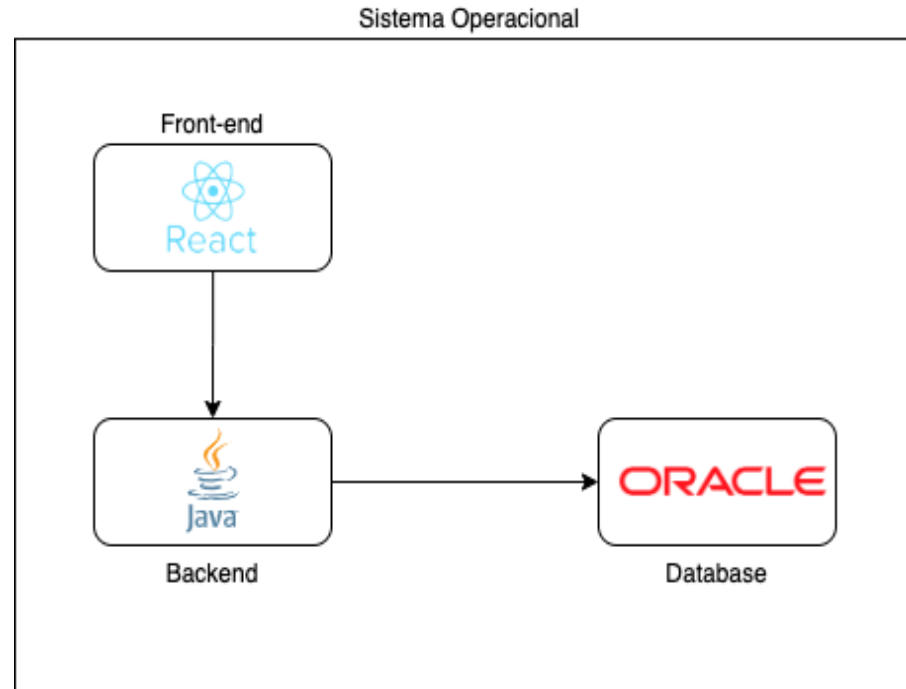 Sistema Operacional
Front-end
React
Java
ORACLE
Backend
Database